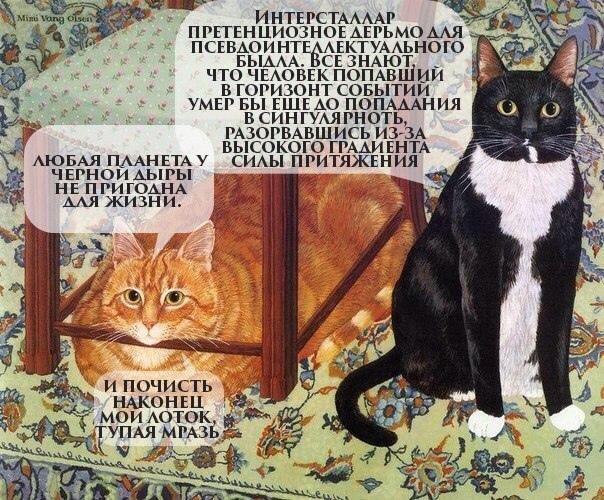 Mimi Vang Olsen
Интерсталлар
претенциозное дерьмо для
псевдоинтеллектуального
быдла. Все знают,
что человек попавший
в горизонт событий
умер бы еще до попадания
в сингулярноть,
разорвавшись из-за
высокого градиента
силы притяжения
любая планета у
черной дыры
не пригодна
для жизни.
и почисть
наконец
мой лоток,
тупая мразь